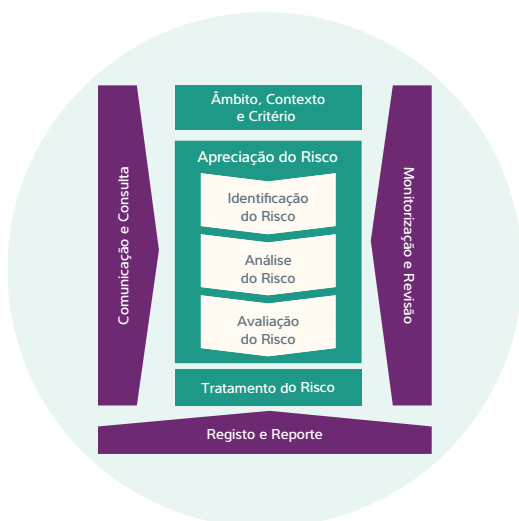 Âmbito, Contexto
e Critério
Apreciação do Risco
Identificação
do Risco
Análise
do Risco
Avaliação
do Risco
Tratamento do Risco
Comunicação e Consulta
Monitorização e Revisão
Registo e Reporte